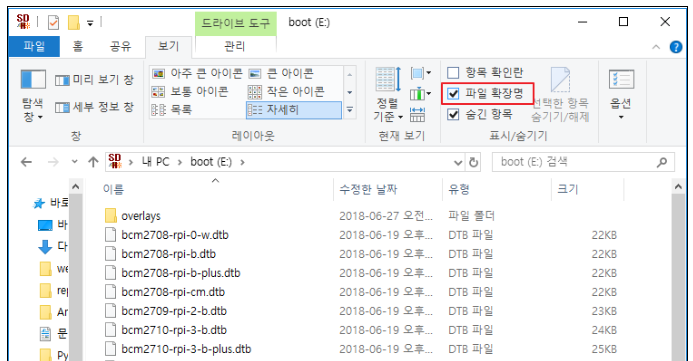 드라이브 도구
boot (E:)
파일
홈
공유
보기
관리
미리 보기 창
탐색
창
세부 정보 창
창
아주 큰 아이콘
큰 아이콘
보통 아이콘
작은 아이콘
목록
자세히
레이아웃
정렬
기준
현재 보기
항목 확인란
파일 확장명
숨긴 항목
선택한 항목
숨기기/해제
표시/숨기기
옵션
SD
내 PC > boot (E:) >
boot (E:) 검색
이름
수정한 날짜
유형
크기
바로
overlays 2018-06-27 오전... 파일 폴더
bcm2708-rpi-0-w.dtb 2018-06-19 오후... DTB 파일 22KB
bcm2708-rpi-b.dtb 2018-06-19 오후... DTB 파일 22KB
bcm2708-rpi-b-plus.dtb 2018-06-19 오후... DTB 파일 22KB
bcm2708-rpi-cm.dtb 2018-06-19 오후... DTB 파일 22KB
bcm2709-rpi-2-b.dtb 2018-06-19 오후... DTB 파일 23KB
bcm2710-rpi-3-b.dtb 2018-06-19 오후... DTB 파일 24KB
bcm2710-rpi-3-b-plus.dtb 2018-06-19 오후... DTB 파일 25KB
바
다
we
rep
Ar
문
Py